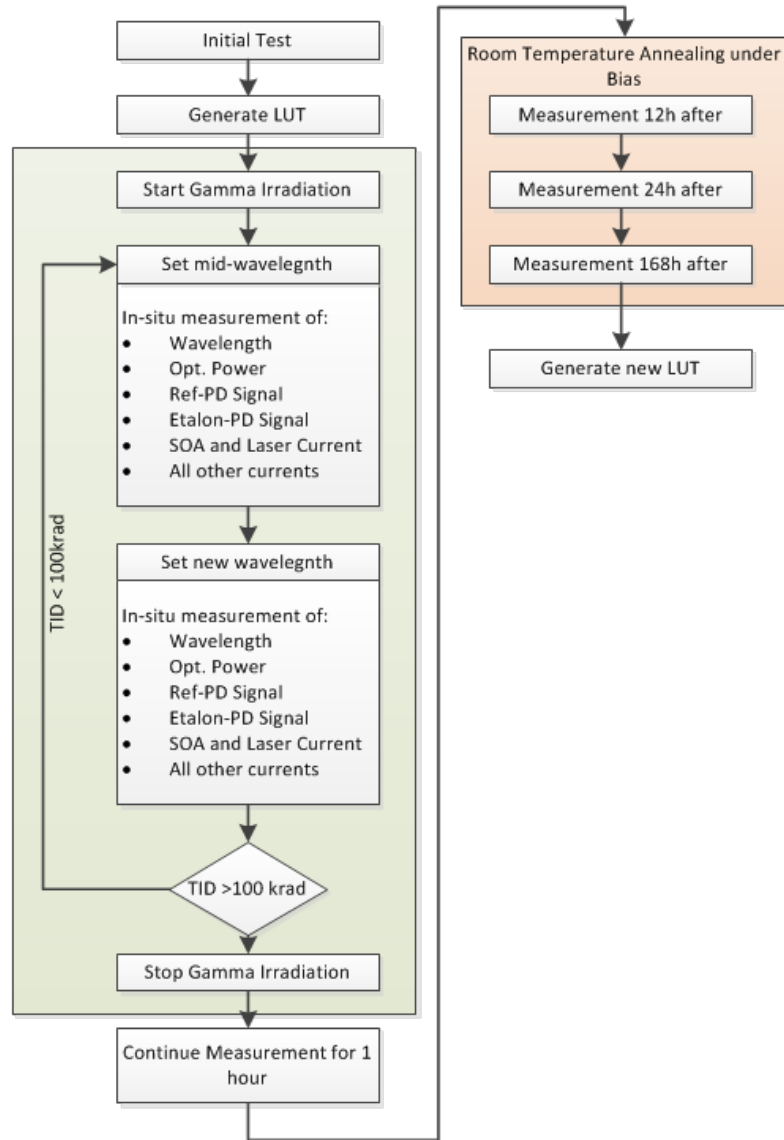 Initial Test
Generate LUT
Start Gamma Irradiation
Set mid-wavelegnth
In-situ measurement of:
• Wavelength
• Opt. Power
• Ref-PD Signal
• Etalon-PD Signal
• SOA and Laser Current
• All other currents
Set new wavelegnth
In-situ measurement of:
• Wavelength
• Opt. Power
• Ref-PD Signal
• Etalon-PD Signal
• SOA and Laser Current
• All other currents
TID < 100krad
TID >100 krad
Stop Gamma Irradiation
Continue Measurement for 1
hour
Room Temperature Annealing under
Bias
Measurement 12h after
Measurement 24h after
Measurement 168h after
Generate new LUT